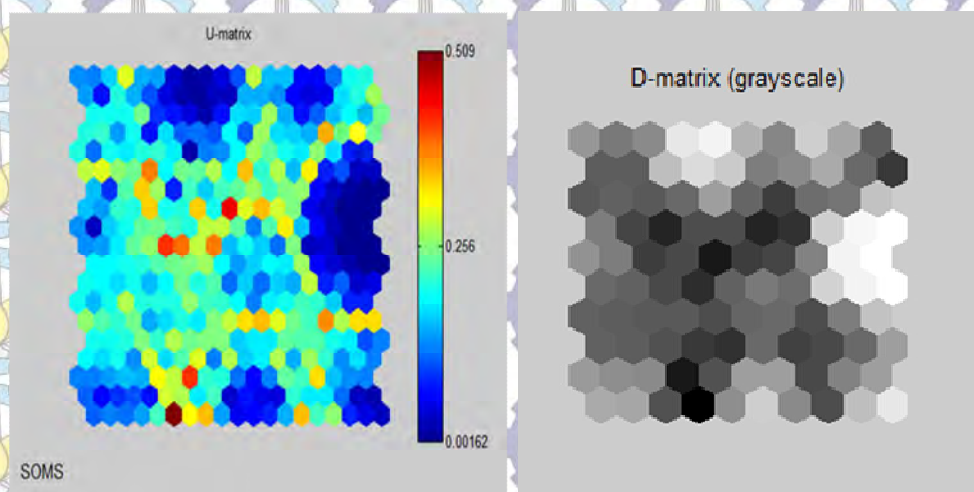 U-matrix
0.509
0.256
0.00162
SOMS
D-matrix (grayscale)